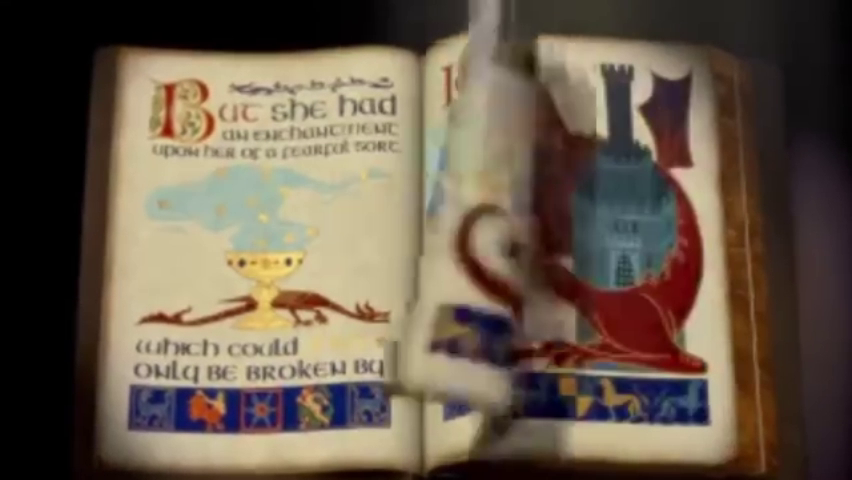 But she had
an enchantment
upon her of a fearful sort
which could
only be broken by